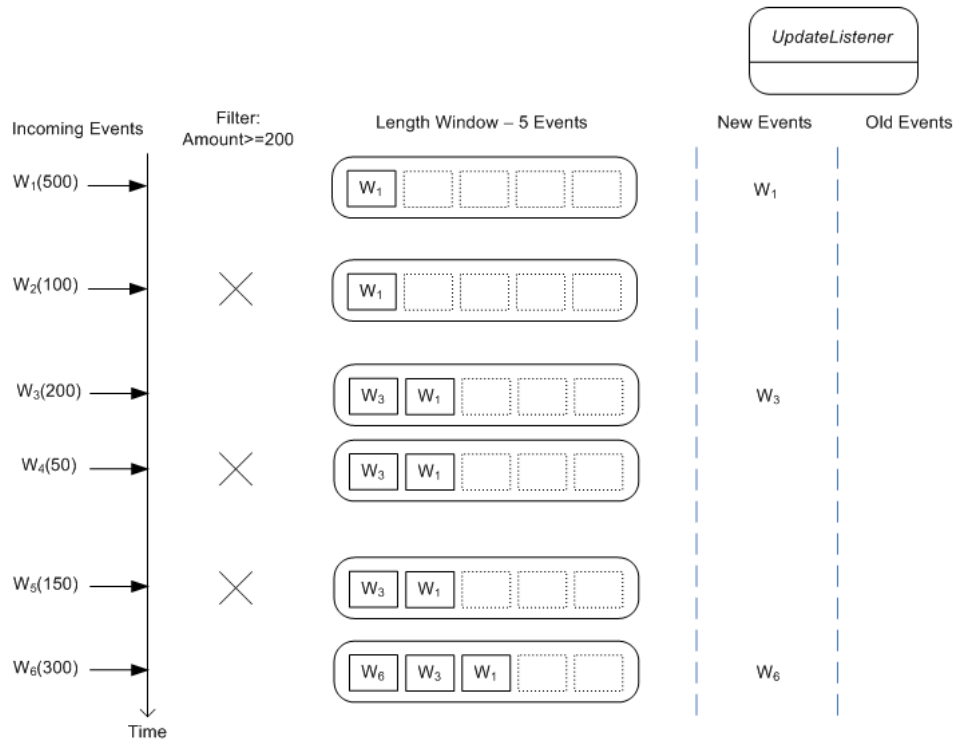 UpdateListener
Incoming Events
Filter:
Amount>=200
Length Window – 5 Events
New Events
Old Events
W₁(500)
W₁
W₁
W₂(100)
W₁
W₃(200)
W₃ W₁
W₃
W₄(50)
W₃ W₁
W₅(150)
W₃ W₁
W₆(300)
W₆ W₃ W₁
W₆
Time